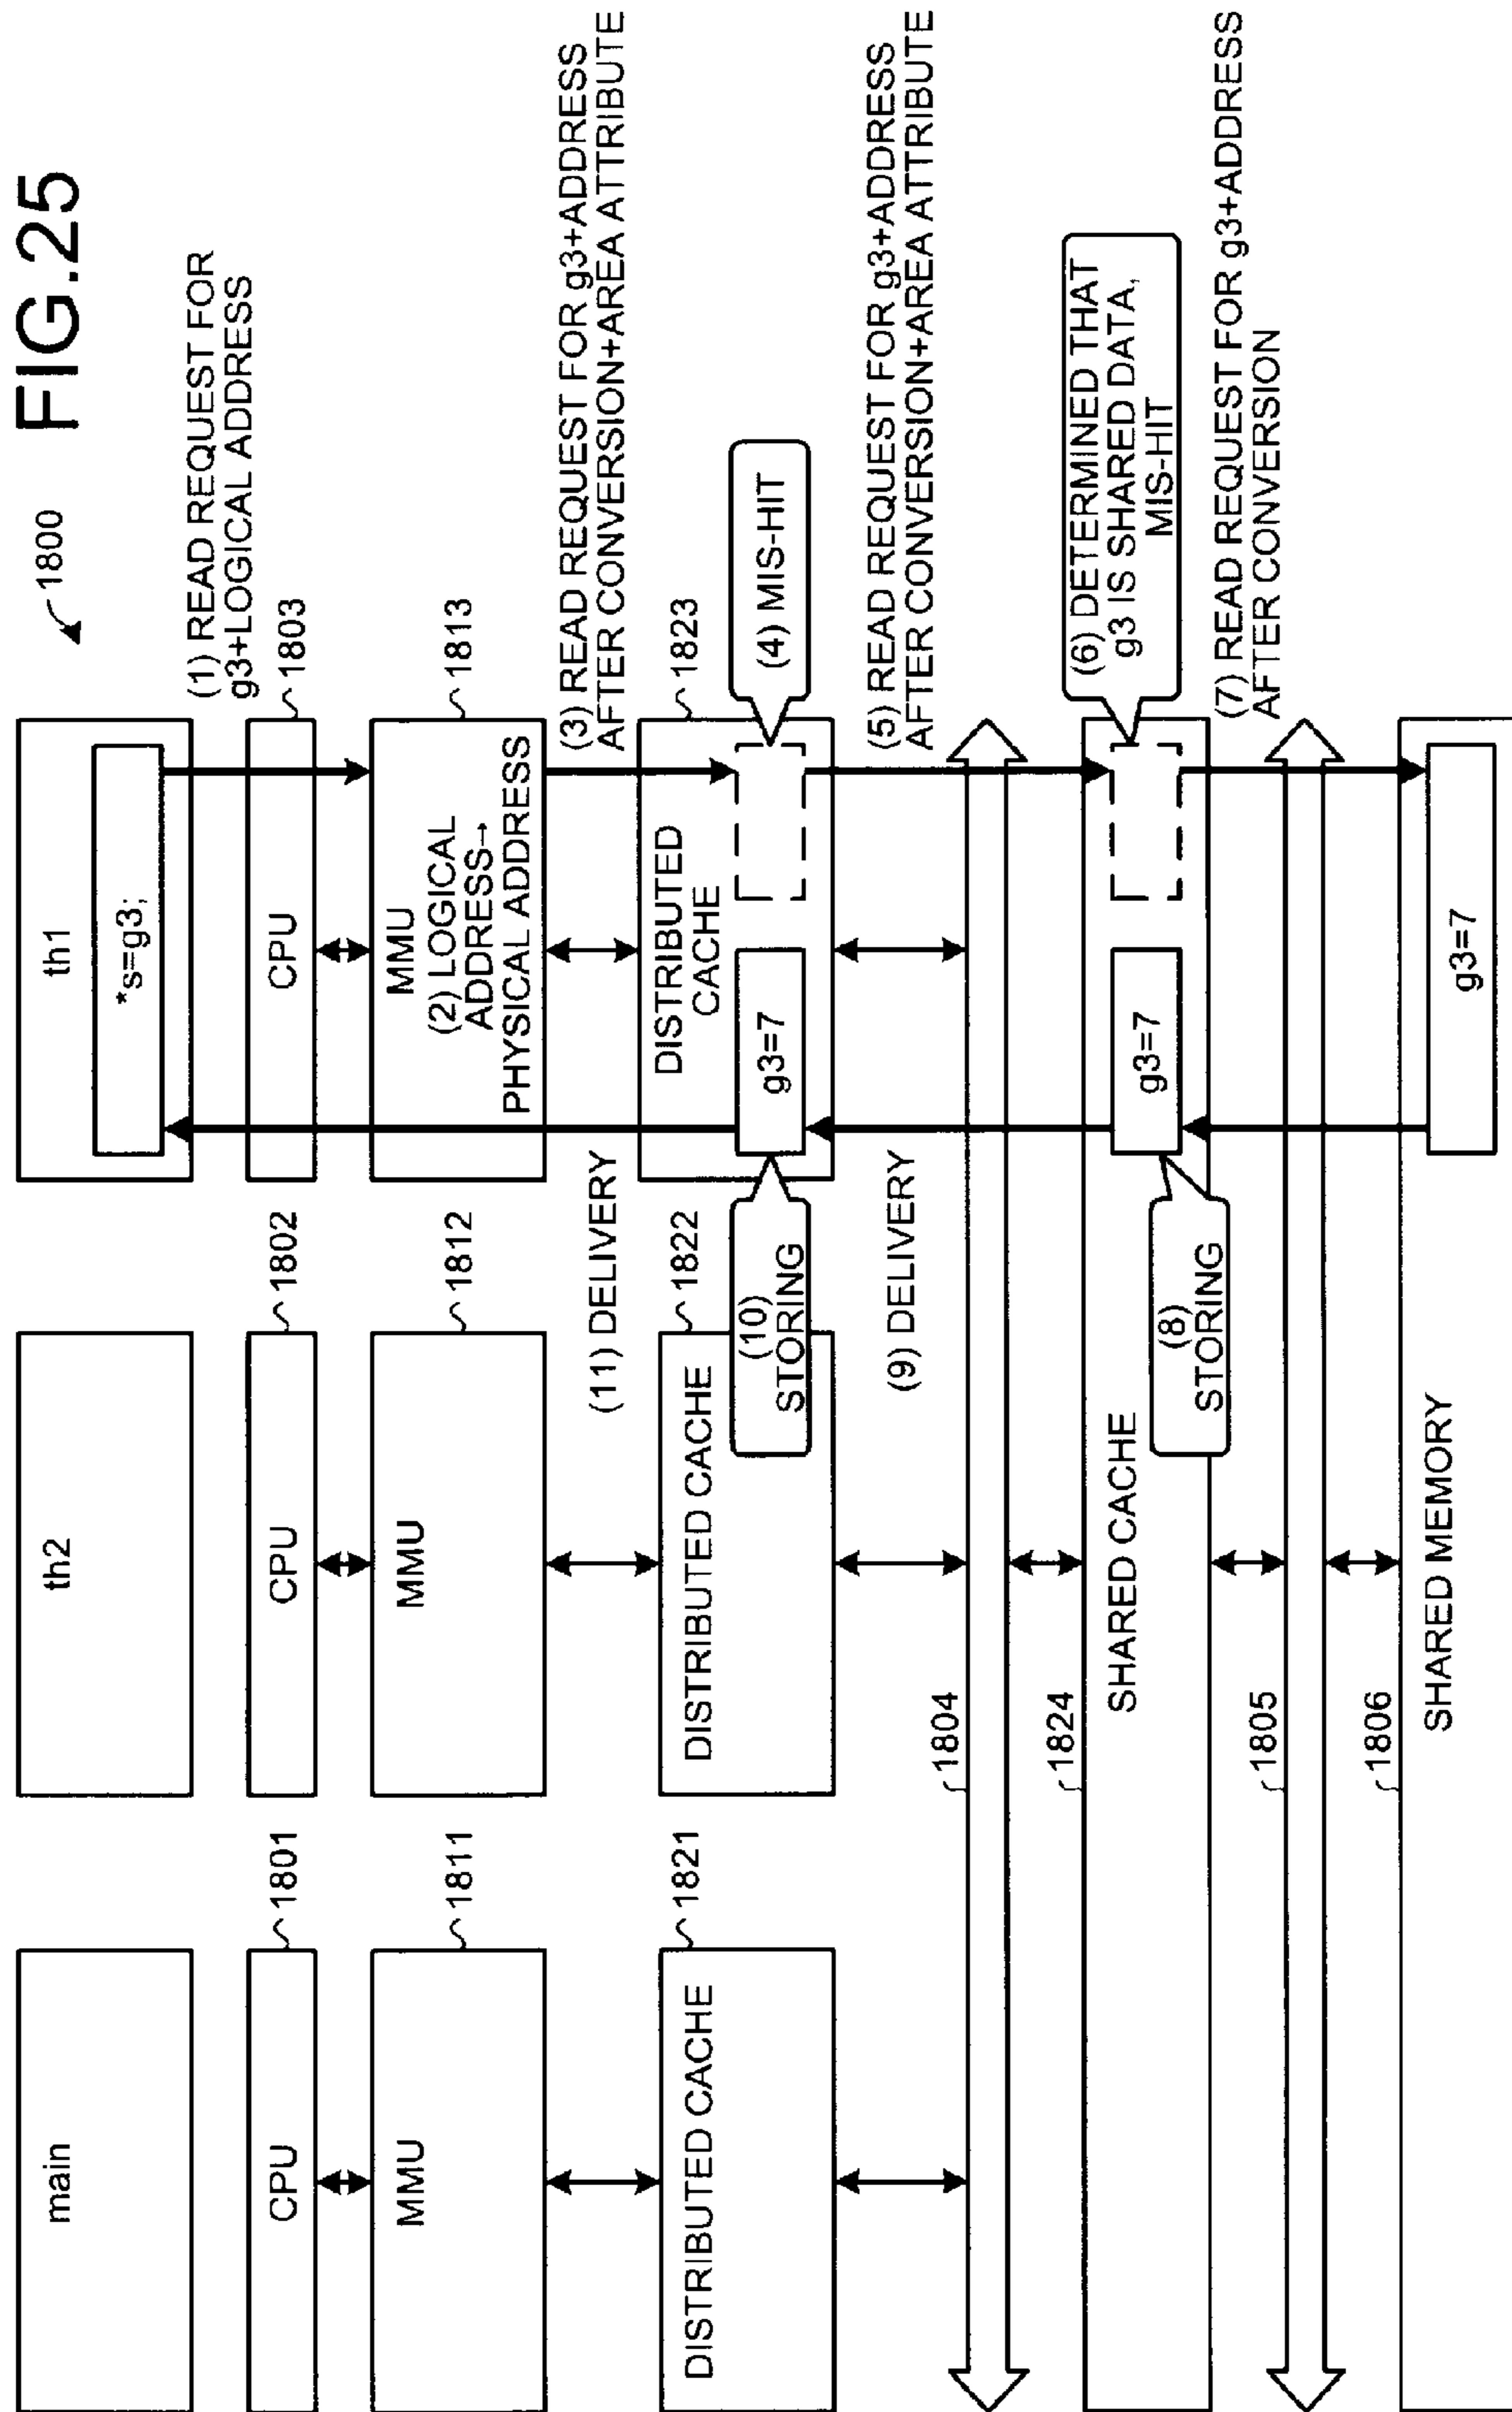 FIG.25
1800
main
th2
th1
*s=g3;
(1) READ REQUEST FOR
g3+LOGICAL ADDRESS
CPU
1801
CPU
1802
CPU
1803
MMU
1811
MMU
1812
MMU
(2) LOGICAL
ADDRESS→
PHYSICAL ADDRESS
1813
(11) DELIVERY
(3) READ REQUEST FOR g3+ADDRESS
AFTER CONVERSION+AREA ATTRIBUTE
DISTRIBUTED CACHE
1821
DISTRIBUTED CACHE
1822
DISTRIBUTED
CACHE
1823
(10)
STORING
g3=7
(4) MIS-HIT
(9) DELIVERY
(5) READ REQUEST FOR g3+ADDRESS
AFTER CONVERSION+AREA ATTRIBUTE
1804
1824
SHARED CACHE
g3=7
(6) DETERMINED THAT
g3 IS SHARED DATA,
MIS-HIT
(8)
STORING
(7) READ REQUEST FOR g3+ADDRESS
AFTER CONVERSION
1805
1806
SHARED MEMORY
g3=7